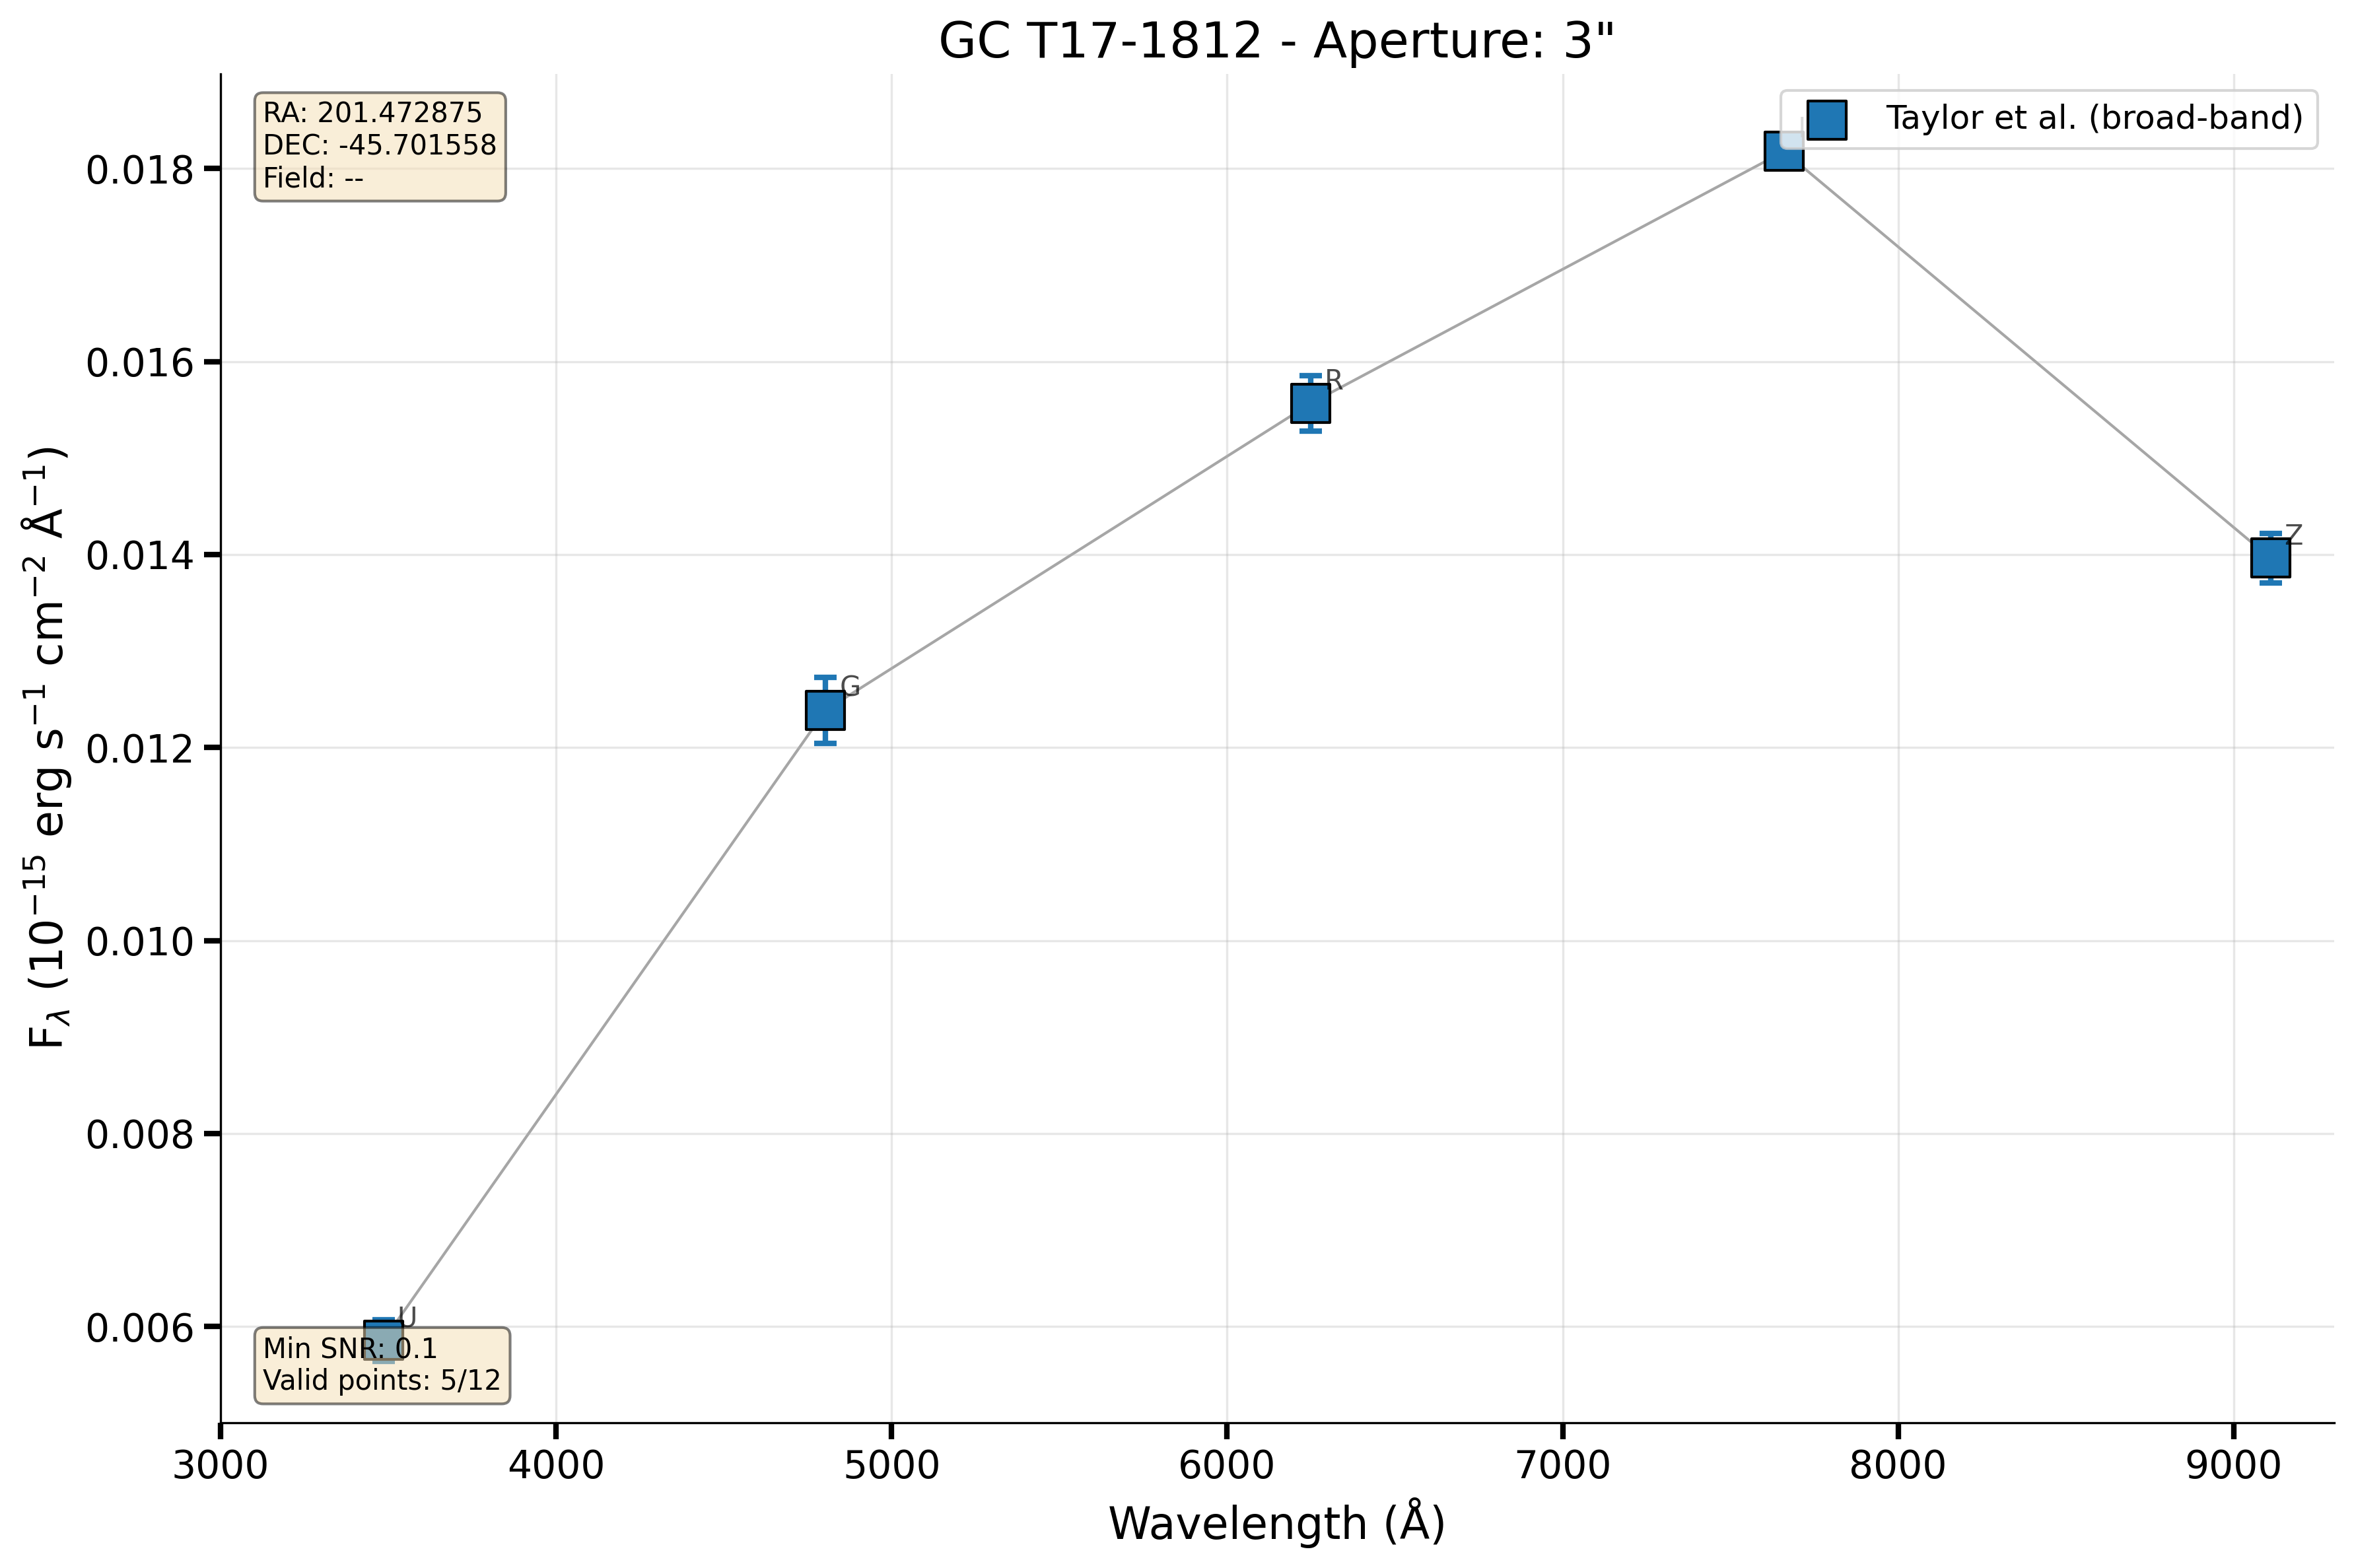 GC T17-1812 - Aperture: 3"
RA: 201.472875
DEC: -45.701558
Field: --
Taylor et al. (broad-band)
0.018
0.016
0.014
0.012
0.010
0.008
0.006
F_λ (10⁻¹⁵ erg s⁻¹ cm⁻² Å⁻¹)
U
G
R
I
Z
Min SNR: 0.1
Valid points: 5/12
3000 4000 5000 6000 7000 8000 9000
Wavelength (Å)